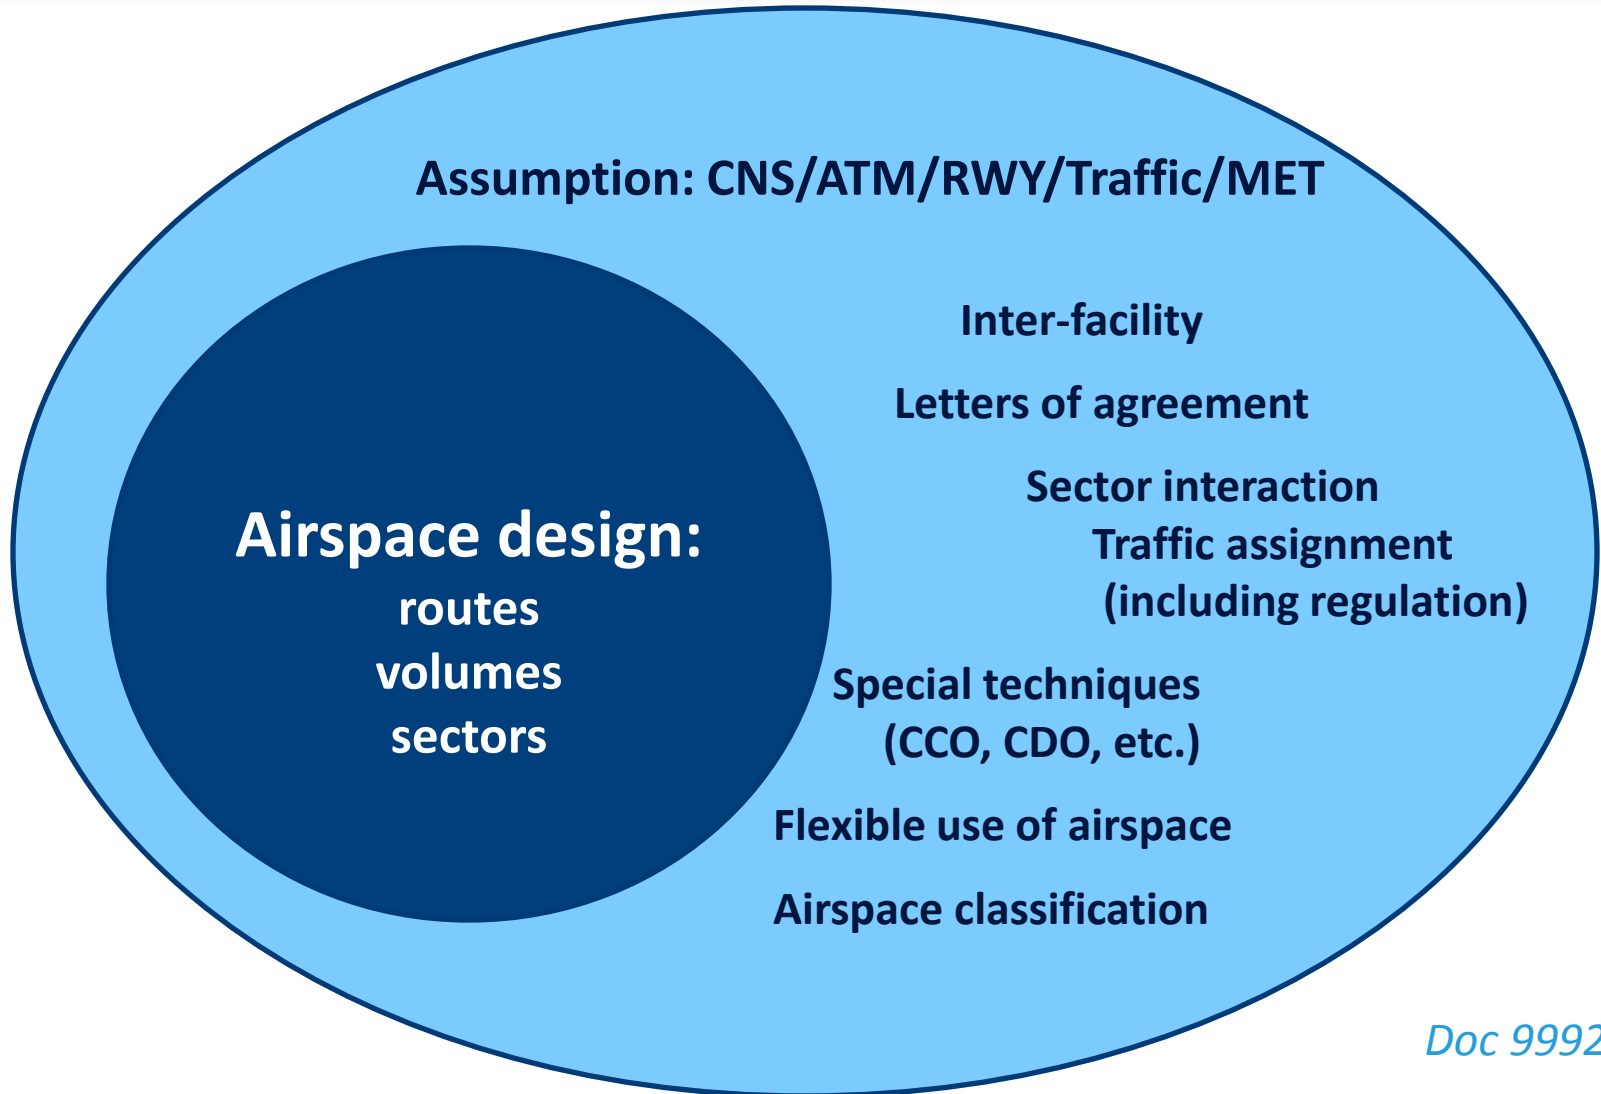 Assumption: CNS/ATM/RWY/Traffic/MET
Inter-facility
Letters of agreement
Sector interaction
Traffic assignment
(including regulation)
Special techniques
(CCO, CDO, etc.)
Flexible use of airspace
Airspace classification
Airspace design:
routes
volumes
sectors
Doc 9992